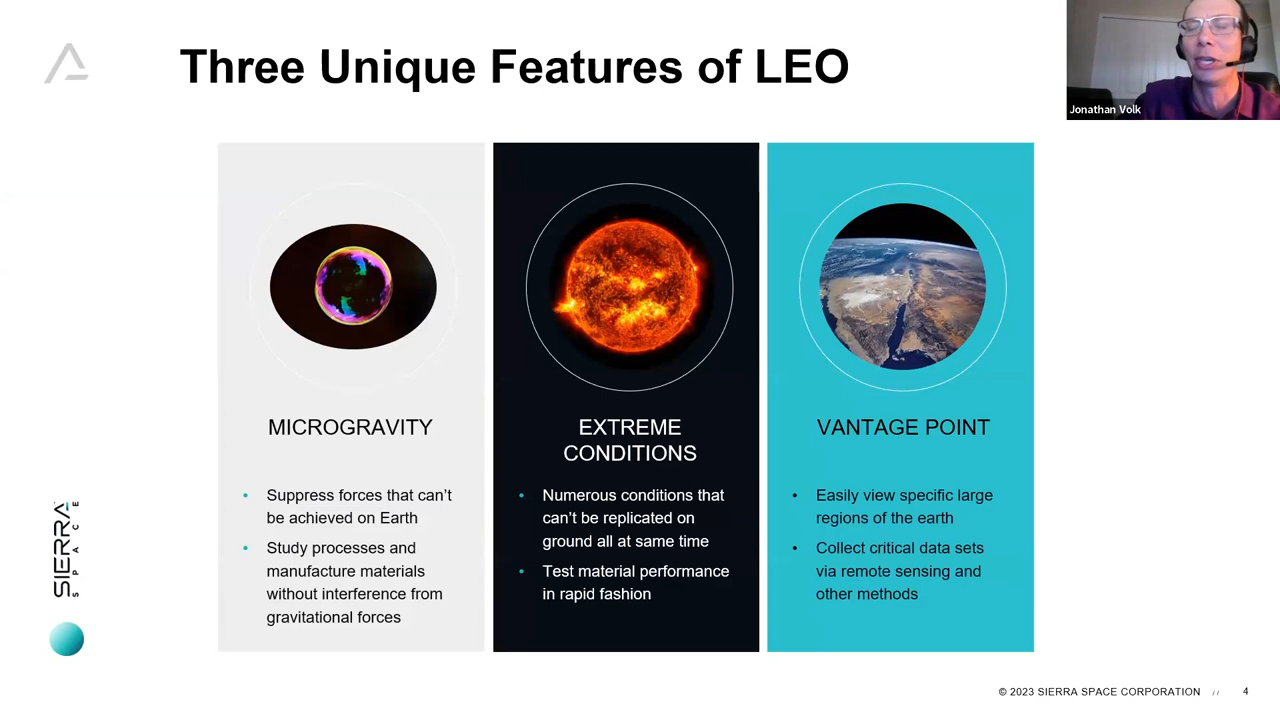 Three Unique Features of LEO
Jonathan Volk
MICROGRAVITY
• Suppress forces that can’t
be achieved on Earth
• Study processes and
manufacture materials
without interference from
gravitational forces
EXTREME
CONDITIONS
• Numerous conditions that
can’t be replicated on
ground all at same time
• Test material performance
in rapid fashion
VANTAGE POINT
• Easily view specific large
regions of the earth
• Collect critical data sets
via remote sensing and
other methods
SIERRA
SPACE
© 2023 SIERRA SPACE CORPORATION // 4